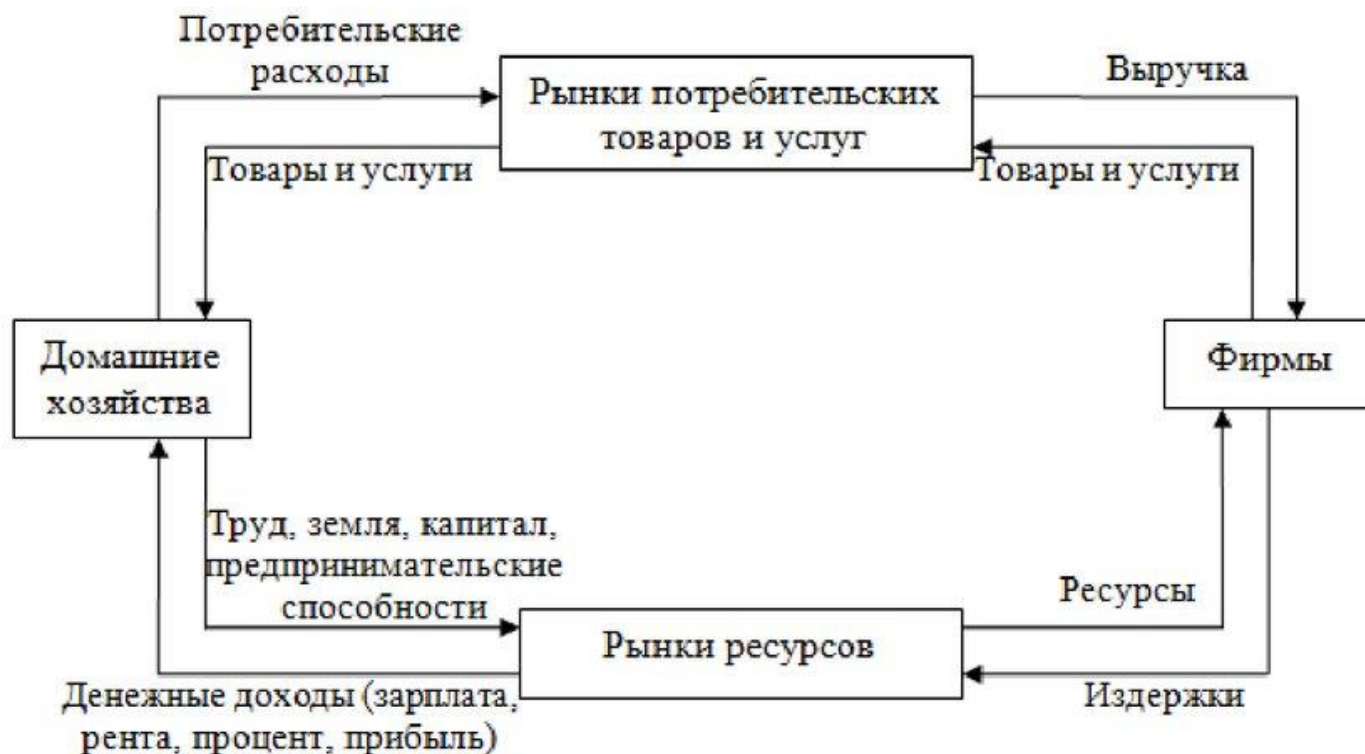 Потребительские
расходы
Рынки потребительских
товаров и услуг
Выручка
Товары и услуги
Товары и услуги
Домашние
хозяйства
Фирмы
Труд, земля, капитал,
предпринимательские
способности
Рынки ресурсов
Ресурсы
Денежные доходы (зарплата,
рента, процент, прибыль)
Издержки